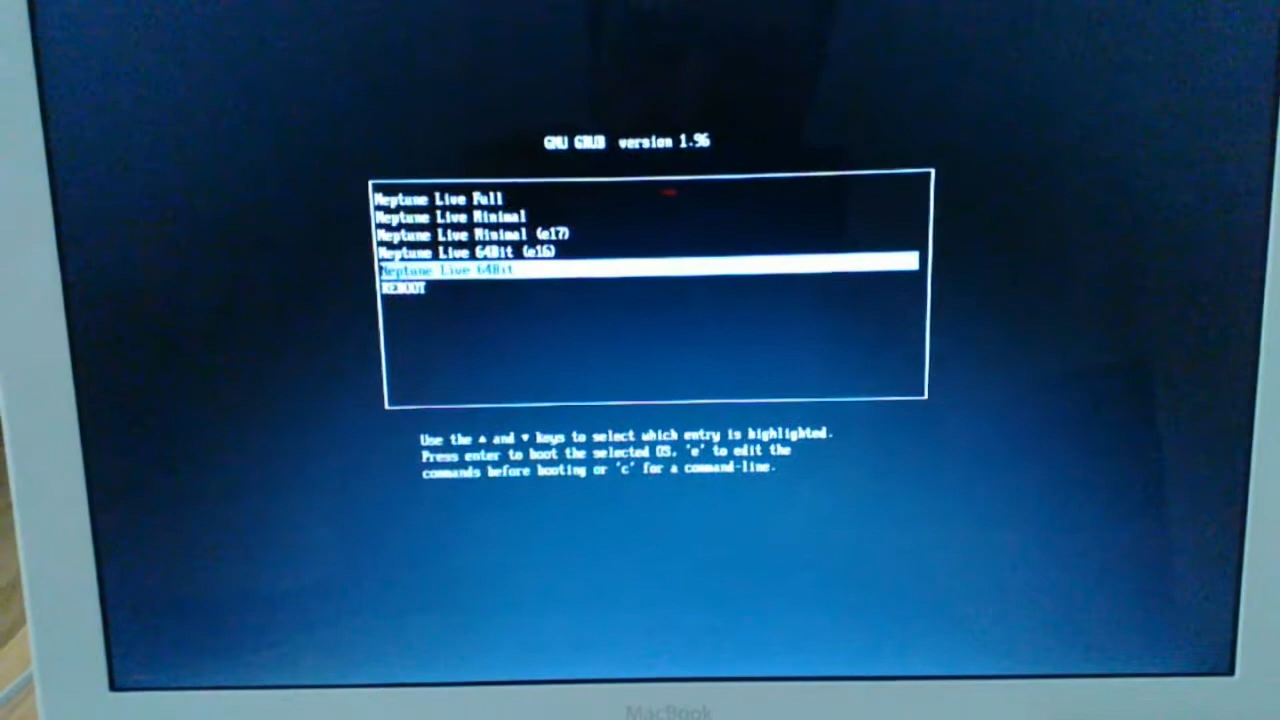 GNU GRUB version 1.96
Neptune Live Full
Neptune Live Minimal
Neptune Live Minimal (e17)
Neptune Live 64Bit (e16)
Neptune Live 64Bit
REBOOT
Use the ▲ and ▼ keys to select which entry is highlighted.
Press enter to boot the selected OS, 'e' to edit the
commands before booting or 'c' for a command-line.
MacBook